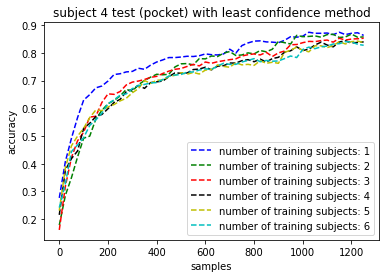 subject 4 test (pocket) with least confidence method
accuracy
0.9
0.8
0.7
0.6
0.5
0.4
0.3
0.2
number of training subjects: 1
number of training subjects: 2
number of training subjects: 3
number of training subjects: 4
number of training subjects: 5
number of training subjects: 6
0 200 400 600 800 1000 1200
samples